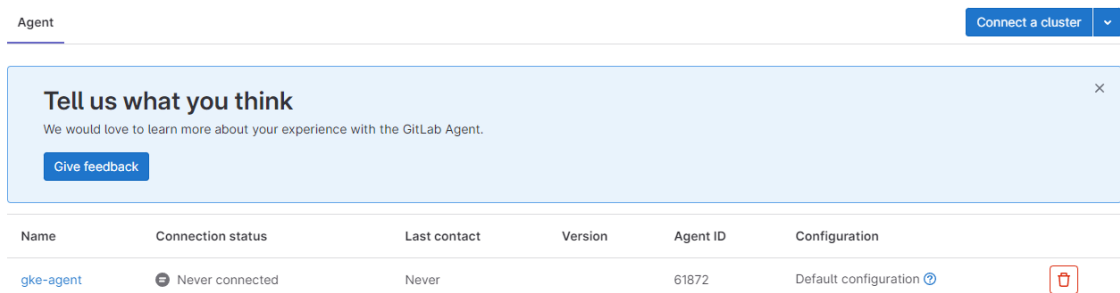 Agent
Connect a cluster
Tell us what you think
We would love to learn more about your experience with the GitLab Agent.
Give feedback
Name Connection status Last contact Version Agent ID Configuration
gke-agent Never connected Never 61872 Default configuration